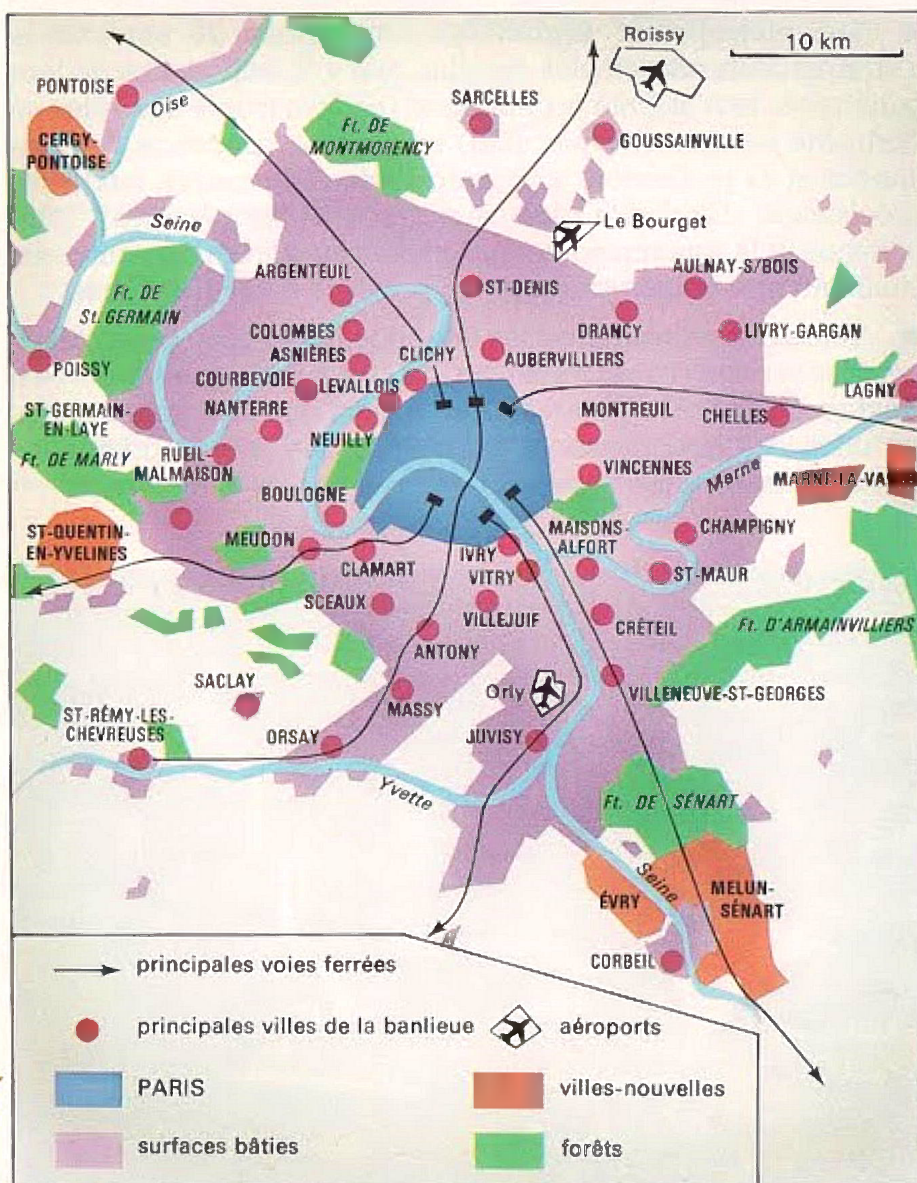 Roissy
10 km
PONTOISE
Oise
SARCELLES
CERGY-
PONTOISE
Ft. DE
MONTMORENCY
GOUSSAINVILLE
Seine
Le Bourget
ARGENTEUIL
ST-DENIS
AULNAY-S/BOIS
Ft. DE
St. GERMAIN
COLOMBES
DRANCY
LIVRY-GARGAN
ASNIÈRES
CLICHY
AUBERVILLIERS
POISSY
COURBEVOIE
LEVALLOIS
LAGNY
ST-GERMAIN-
EN-LAYE
NANTERRE
MONTREUIL
CHELLES
NEUILLY
Ft. DE MARLY
RUEIL-
MALMAISON
VINCENNES
Marne
MARNE-LA-VA
BOULOGNE
ST-QUENTIN-
EN-YVELINES
MEUDON
MAISONS-
ALFORT
CHAMPIGNY
CLAMART
IVRY
VITRY
ST-MAUR
SCEAUX
VILLEJUIF
CRÉTEIL
Ft. D'ARMAINVILLIERS
ANTONY
SACLAY
MASSY
Orly
VILLENEUVE-ST-GEORGES
ST-RÉMY-LES-
CHEVREUSES
ORSAY
JUVISY
Yvette
Ft. DE SÉNART
Seine
ÉVRY
MELUN-
SÉNART
CORBEIL
principales voies ferrées
principales villes de la banlieue
aéroports
PARIS
villes-nouvelles
surfaces bâties
forêts